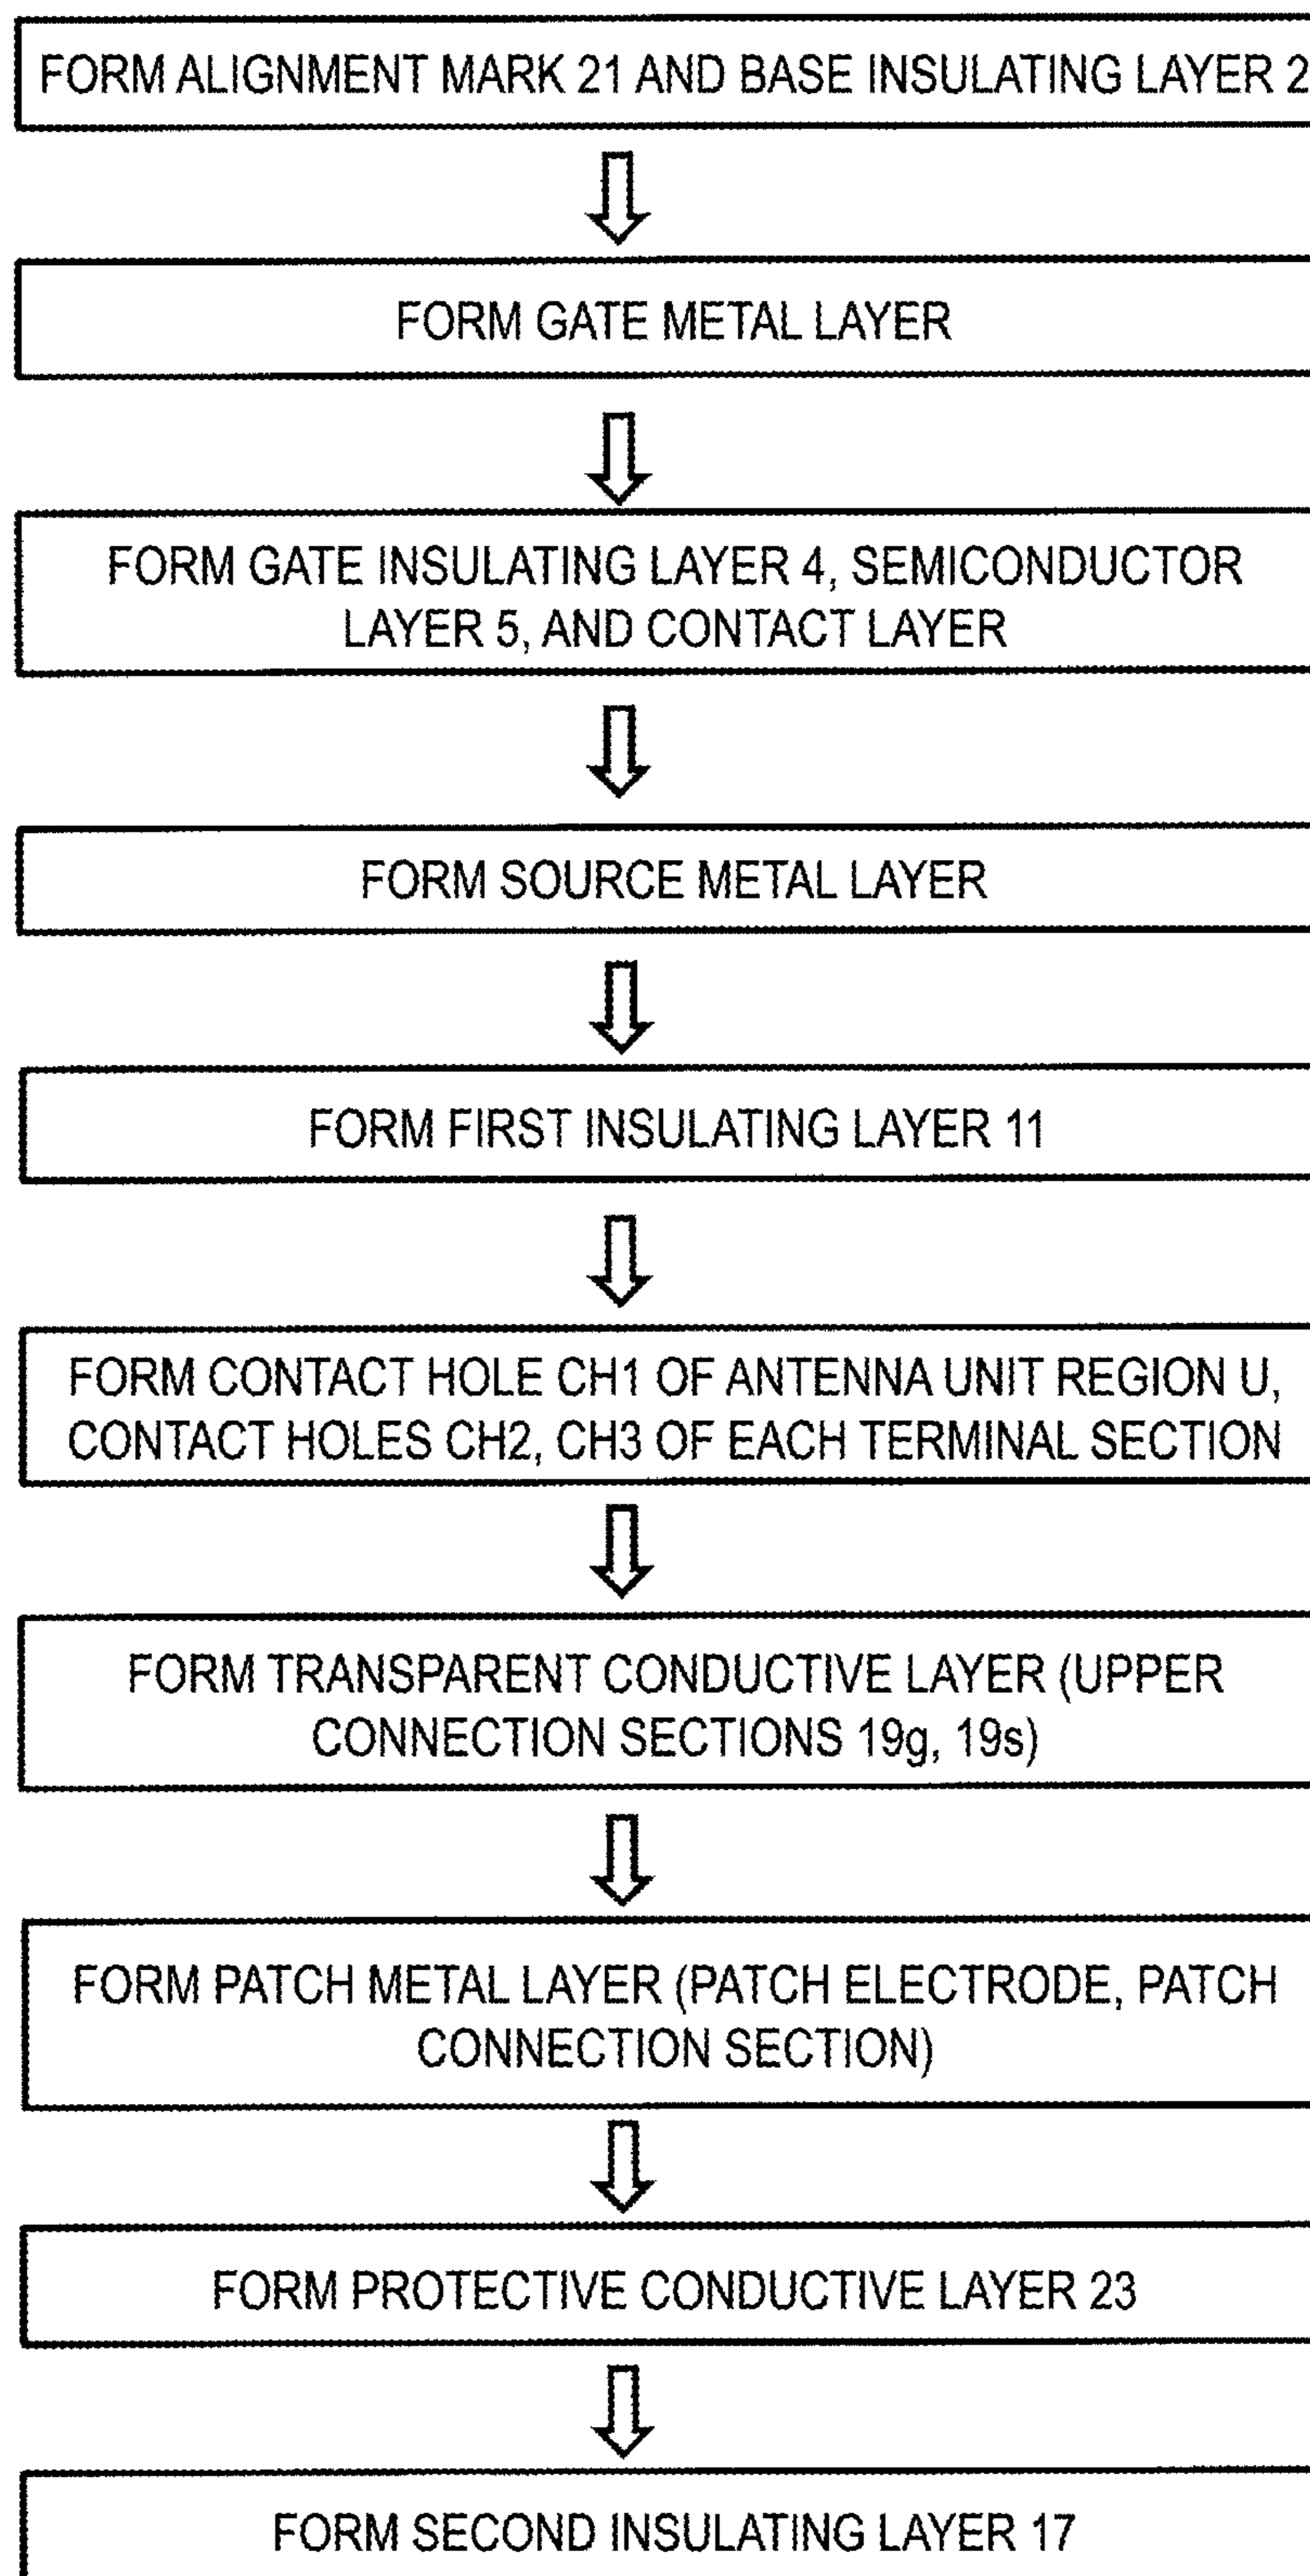 FORM ALIGNMENT MARK 21 AND BASE INSULATING LAYER 2
FORM GATE METAL LAYER
FORM GATE INSULATING LAYER 4, SEMICONDUCTOR
LAYER 5, AND CONTACT LAYER
FORM SOURCE METAL LAYER
FORM FIRST INSULATING LAYER 11
FORM CONTACT HOLE CH1 OF ANTENNA UNIT REGION U,
CONTACT HOLES CH2, CH3 OF EACH TERMINAL SECTION
FORM TRANSPARENT CONDUCTIVE LAYER (UPPER
CONNECTION SECTIONS 19g, 19s)
FORM PATCH METAL LAYER (PATCH ELECTRODE, PATCH
CONNECTION SECTION)
FORM PROTECTIVE CONDUCTIVE LAYER 23
FORM SECOND INSULATING LAYER 17